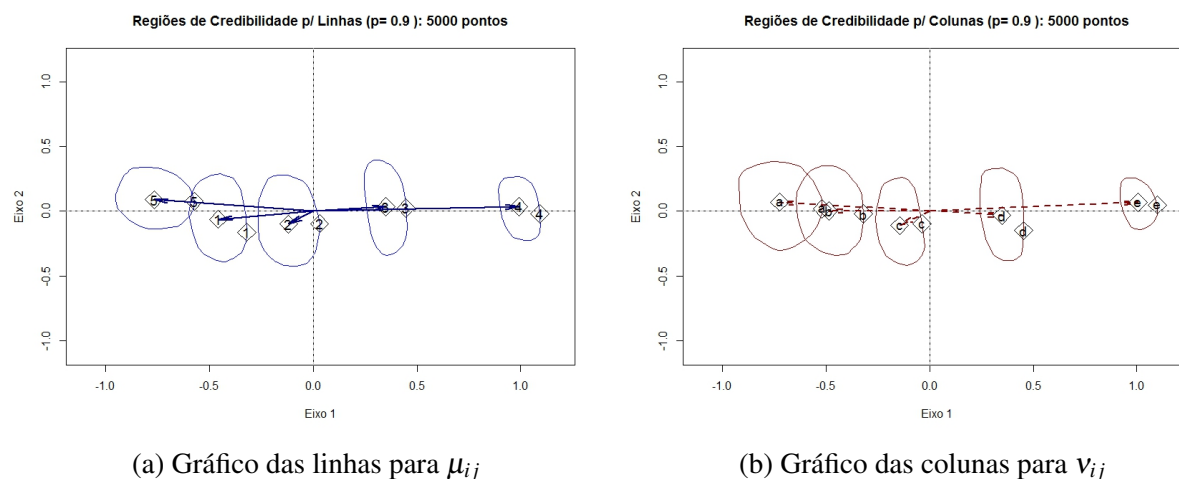 Regiões de Credibilidade p/ Linhas (p= 0.9 ): 5000 pontos
Eixo 2
1.0
0.5
0.0
-0.5
-1.0
5
5
1
1
2
2
3
3
4
4
-1.0 -0.5 0.0 0.5 1.0
Eixo 1
(a) Gráfico das linhas para μij
Regiões de Credibilidade p/ Colunas (p= 0.9 ): 5000 pontos
Eixo 2
1.0
0.5
0.0
-0.5
-1.0
a
a
b
b
c
c
d
d
e
e
-1.0 -0.5 0.0 0.5 1.0
Eixo 1
(b) Gráfico das colunas para νij